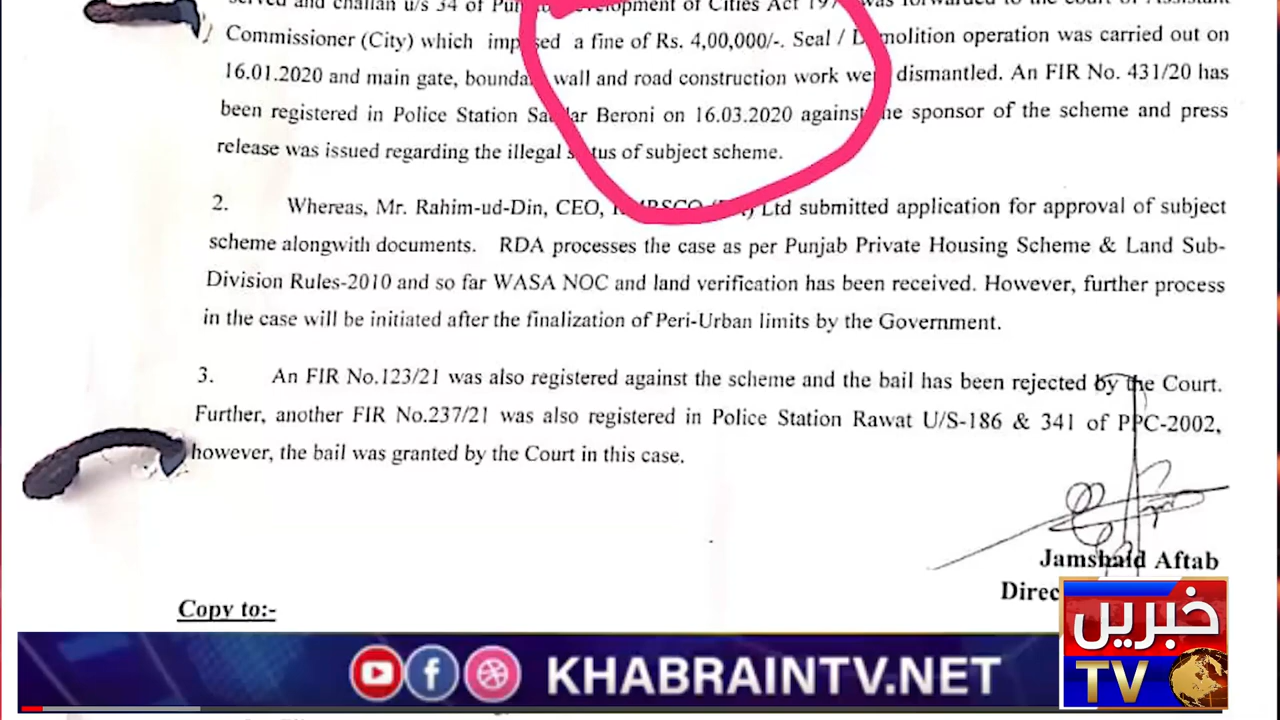 served and challan u/s 34 of Development of Cities Act 197 was forwarded to the court of Assistant
Commissioner (City) which imposed a fine of Rs. 4,00,000/-. Seal / Demolition operation was carried out on
16.01.2020 and main gate, boundary wall and road construction work were dismantled. An FIR No. 431/20 has
been registered in Police Station Saddar Beroni on 16.03.2020 against the sponsor of the scheme and press
release was issued regarding the illegal status of subject scheme.
2. Whereas, Mr. Rahim-ud-Din, CEO, Ltd submitted application for approval of subject
scheme alongwith documents. RDA processes the case as per Punjab Private Housing Scheme & Land Sub-
Division Rules-2010 and so far WASA NOC and land verification has been received. However, further process
in the case will be initiated after the finalization of Peri-Urban limits by the Government.
3. An FIR No.123/21 was also registered against the scheme and the bail has been rejected by the Court.
Further, another FIR No.237/21 was also registered in Police Station Rawat U/S-186 & 341 of PPC-2002,
however, the bail was granted by the Court in this case.
Jamshaid Aftab
Direc
Copy to:-
KHABRAINTV.NET
خبریں
TV